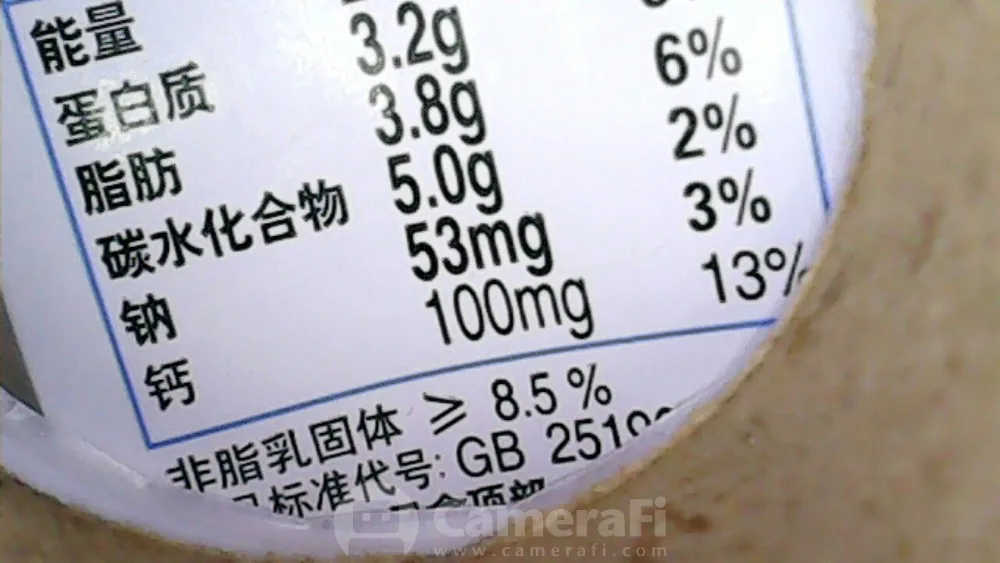 能量
蛋白质 3.2g
脂肪 3.8g 6%
碳水化合物 5.0g 2%
钠 53mg 3%
钙 100mg 13%
非脂乳固体 ≥ 8.5 %
标准代号: GB 251
CameraFi
www.camerafi.com